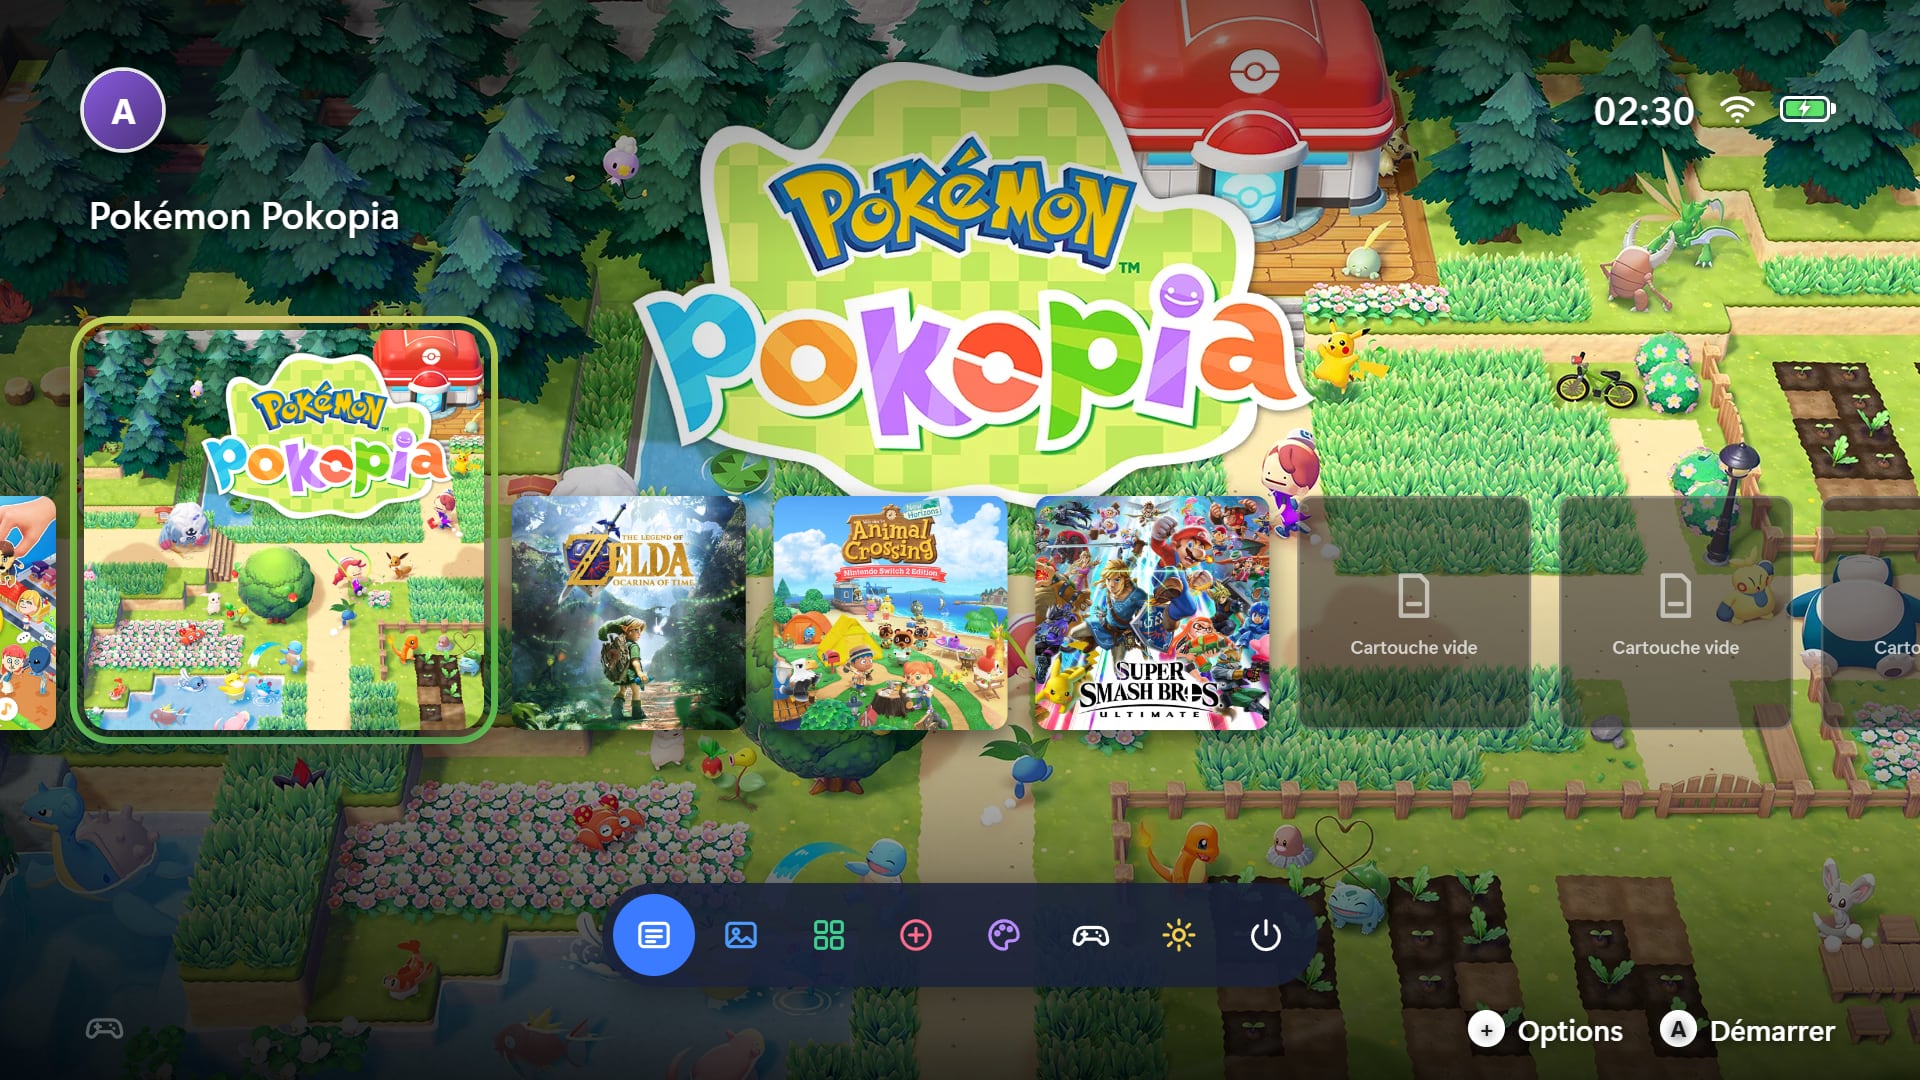 A
02:30
Pokémon Pokopia
POKÉMON
TM
pokopia
POKÉMON
pokopia
THE LEGEND OF
ZELDA
OCARINA OF TIME
New
Horizons
Animal
Crossing
Nintendo Switch 2 Edition
SUPER
SMASH BROS.
ULTIMATE
Cartouche vide
Cartouche vide
Carto
+ Options
A Démarrer